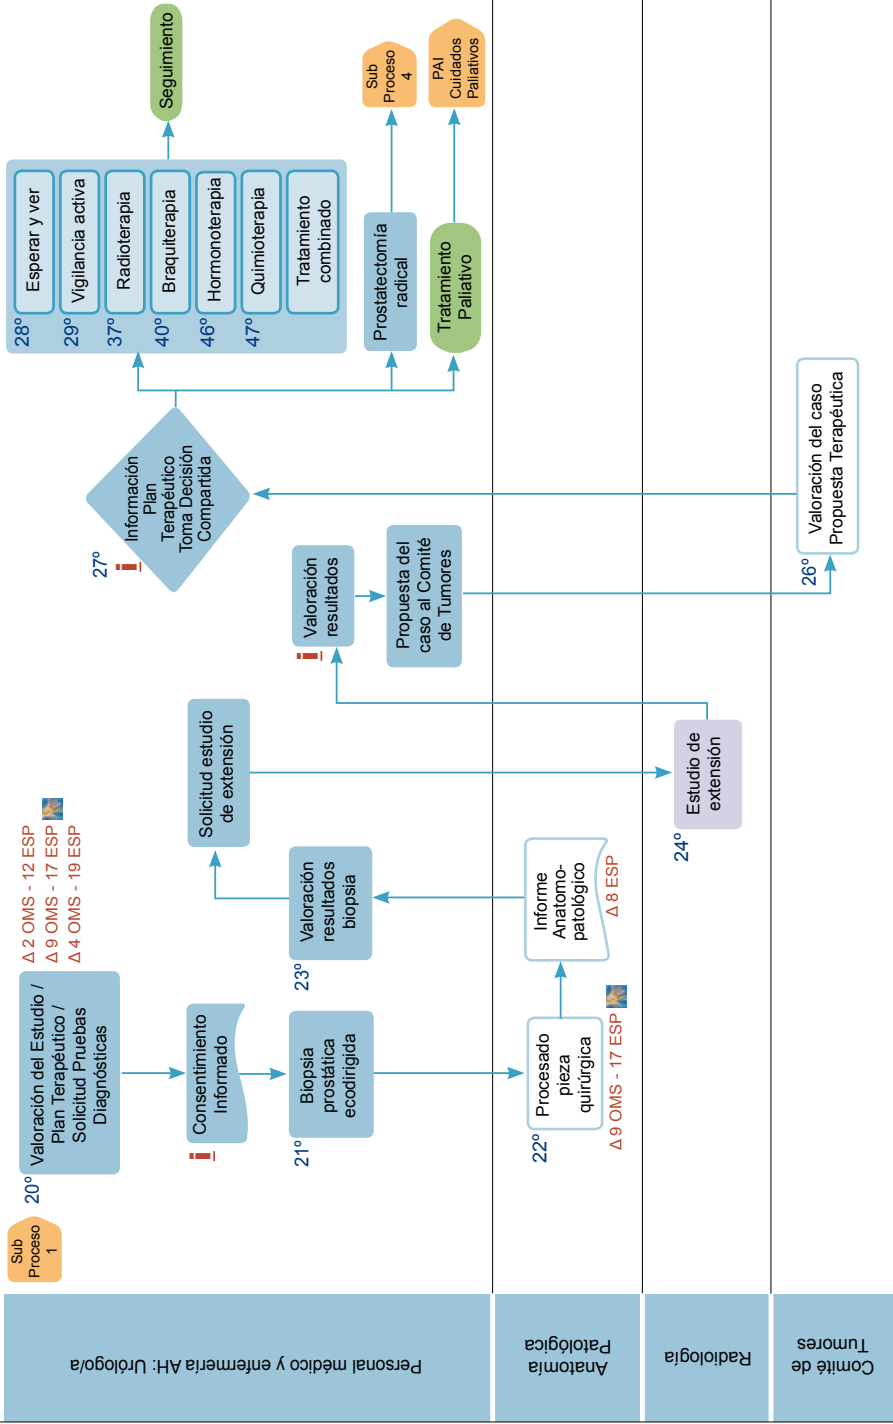 Personal médico y enfermería AH: Urólogo/a
Anatomía
Patológica
Radiología
Comité de
Tumores
Sub
Proceso
1
20º
Valoración del Estudio /
Plan Terapéutico /
Solicitud Pruebas
Diagnósticas
Δ 2 OMS - 12 ESP
Δ 9 OMS - 17 ESP
Δ 4 OMS - 19 ESP
Consentimiento
Informado
21º
Biopsia
prostática
ecodirigida
22º
Procesado
pieza
quirúrgica
Δ 9 OMS - 17 ESP
Informe
Anatomo-
patológico
Δ 8 ESP
23º
Valoración
resultados
biopsia
Solicitud estudio
de extensión
24º
Estudio de
extensión
Valoración
resultados
Propuesta del
caso al Comité
de Tumores
26º
Valoración del caso
Propuesta Terapéutica
27º
Información
Plan
Terapéutico
Toma Decisión
Compartida
28º
Esperar y ver
29º
Vigilancia activa
37º
Radioterapia
40º
Braquiterapia
46º
Hormonoterapia
47º
Quimioterapia
Tratamiento
combinado
Seguimiento
Prostatectomía
radical
Sub
Proceso
4
Tratamiento
Paliativo
PAI
Cuidados
Paliativos